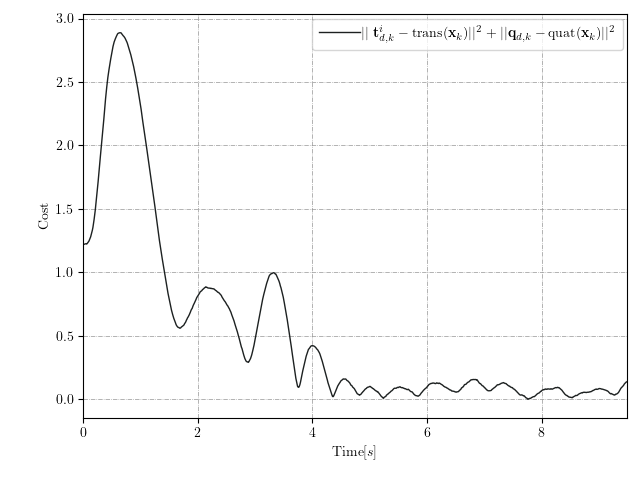 || t^i_{d,k} − trans(x_k)||^2 + ||q_{d,k} − quat(x_k)||^2
3.0
2.5
2.0
1.5
1.0
0.5
0.0
Cost
0 2 4 6 8
Time[s]